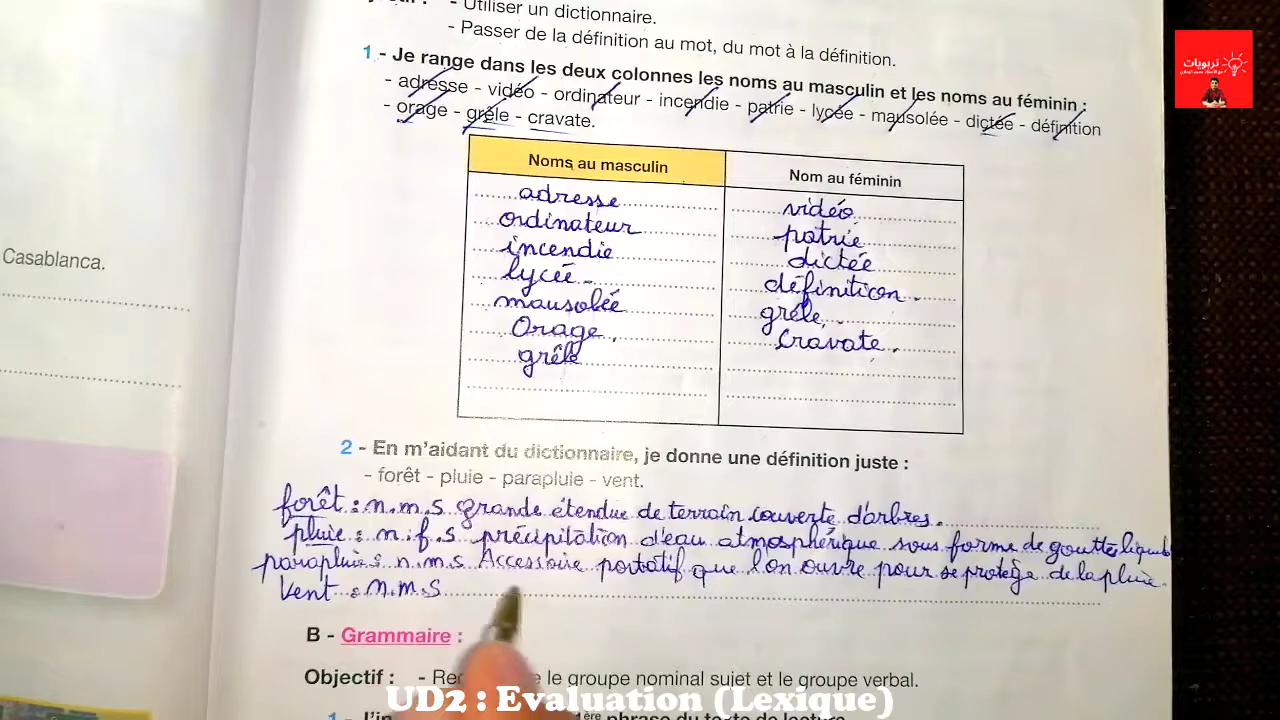 - Utiliser un dictionnaire.
- Passer de la définition au mot, du mot à la définition.
1 - Je range dans les deux colonnes les noms au masculin et les noms au féminin :
- adresse - vidéo - ordinateur - incendie - patrie - lycée - mausolée - dictée - définition
- orage - grêle - cravate.
Noms au masculin
Nom au féminin
adresse
vidéo
ordinateur
patrie
incendie
dictée
lycée
définition
mausolée
grêle
Orage
cravate
grêle
Casablanca.
2 - En m'aidant du dictionnaire, je donne une définition juste :
- forêt - pluie - parapluie - vent.
forêt : n.m.s grande étendue de terrain couverte d'arbres.
pluie : n.f.s précipitation d'eau atmosphérique sous forme de gouttes
parapluie : n.m.s Accessoire portatif que l'on ouvre pour se protège de la pluie.
Vent : n.m.s
B - Grammaire :
Objectif : - le groupe nominal sujet et le groupe verbal.
تربويات
UD2 : Evaluation (Lexique)